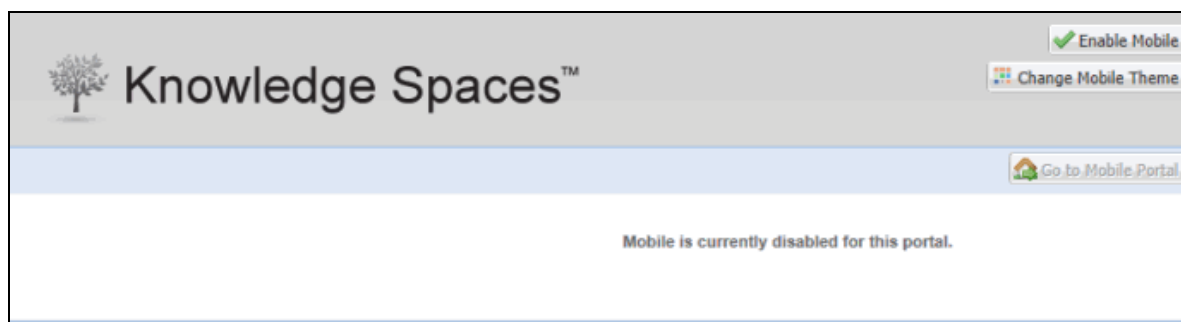 Enable Mobile
Knowledge Spaces™
Change Mobile Theme
Go to Mobile Portal
Mobile is currently disabled for this portal.